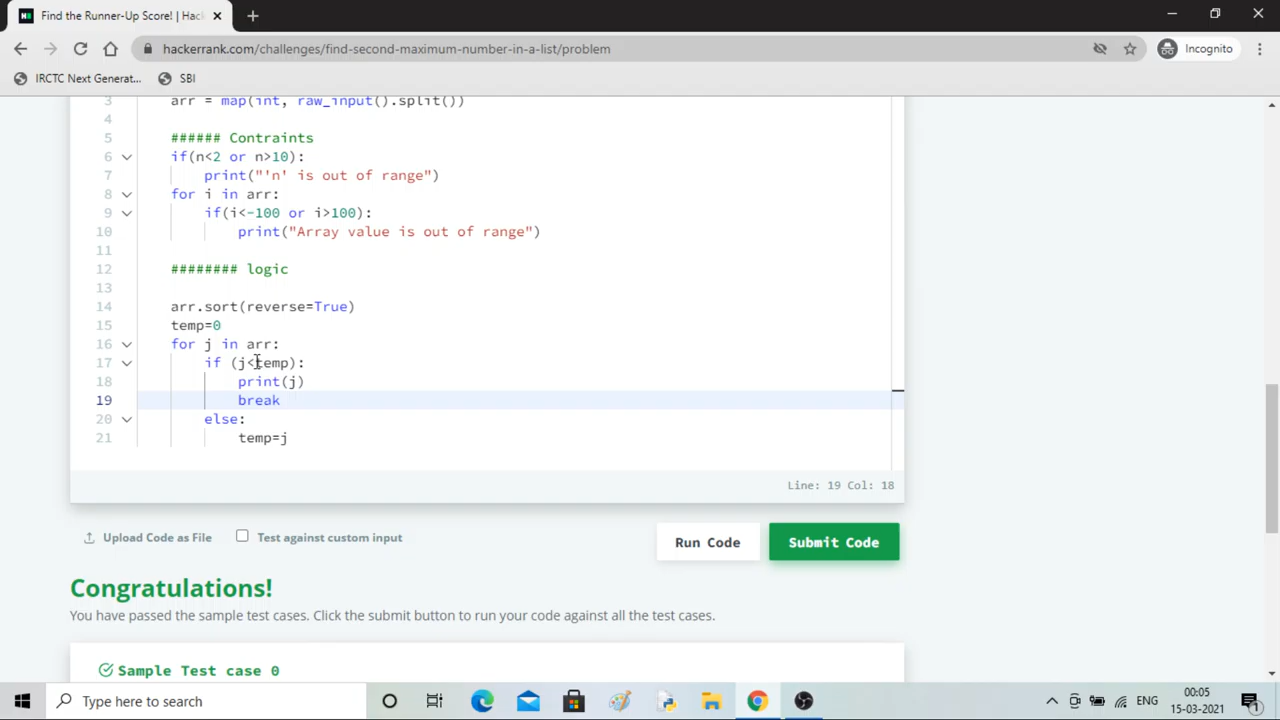 Find the Runner-Up Score! | Hac
hackerrank.com/challenges/find-second-maximum-number-in-a-list/problem
Incognito
IRCTC Next Generat...
SBI
3 arr = map(int, raw_input().split())
4
5 ###### Contraints
6 if(n<2 or n>10):
7 print("'n' is out of range")
8 for i in arr:
9 if(i<-100 or i>100):
10 print("Array value is out of range")
11
12 ######## logic
13
14 arr.sort(reverse=True)
15 temp=0
16 for j in arr:
17 if (j<temp):
18 print(j)
19 break
20 else:
21 temp=j
Line: 19 Col: 18
Upload Code as File
Test against custom input
Run Code
Submit Code
Congratulations!
You have passed the sample test cases. Click the submit button to run your code against all the test cases.
Sample Test case 0
Type here to search
ENG
00:05
15-03-2021
1